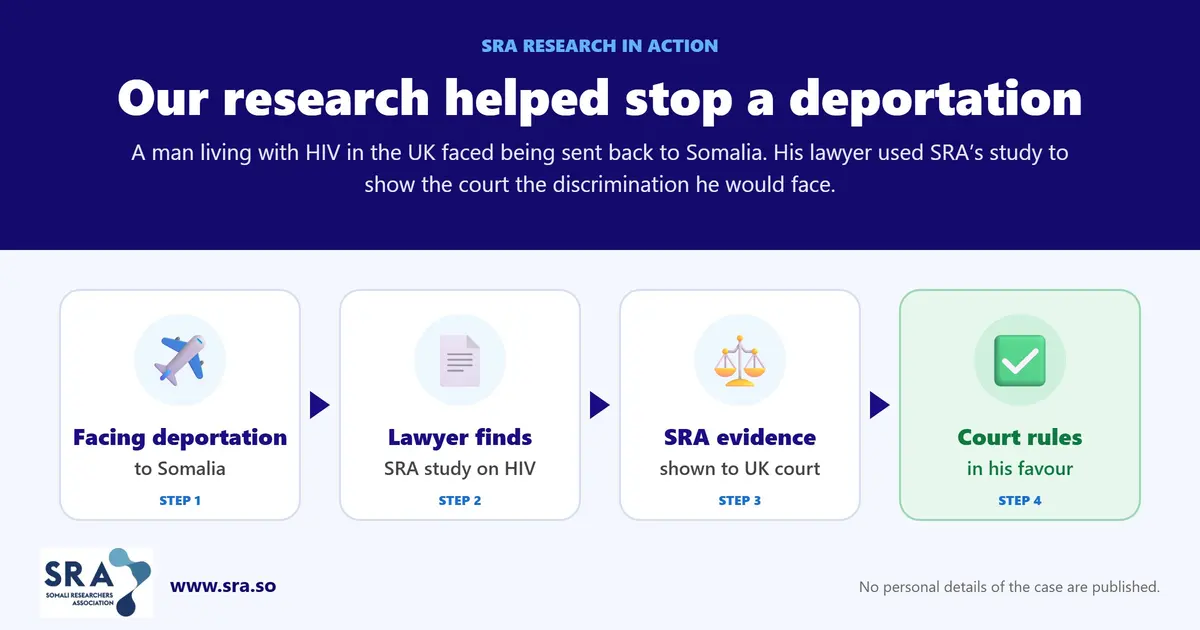 SRA RESEARCH IN ACTION
Our research helped stop a deportation
A man living with HIV in the UK faced being sent back to Somalia. His lawyer used SRA’s study to
show the court the discrimination he would face.
Facing deportation
to Somalia
STEP 1
Lawyer finds
SRA study on HIV
STEP 2
SRA evidence
shown to UK court
STEP 3
Court rules
in his favour
STEP 4
SRA
SOMALI RESEARCHERS
ASSOCIATION
www.sra.so
No personal details of the case are published.